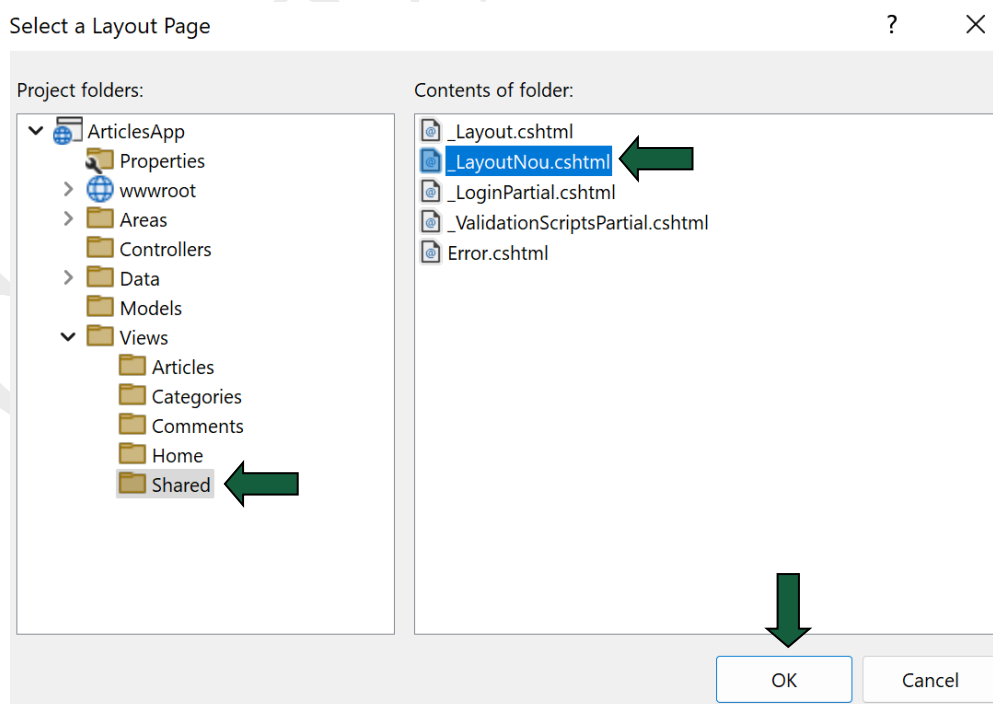 Select a Layout Page
?
Project folders:
Contents of folder:
ArticlesApp
Properties
wwwroot
Areas
Controllers
Data
Models
Views
Articles
Categories
Comments
Home
Shared
_Layout.cshtml
_LayoutNou.cshtml
_LoginPartial.cshtml
_ValidationScriptsPartial.cshtml
Error.cshtml
OK
Cancel